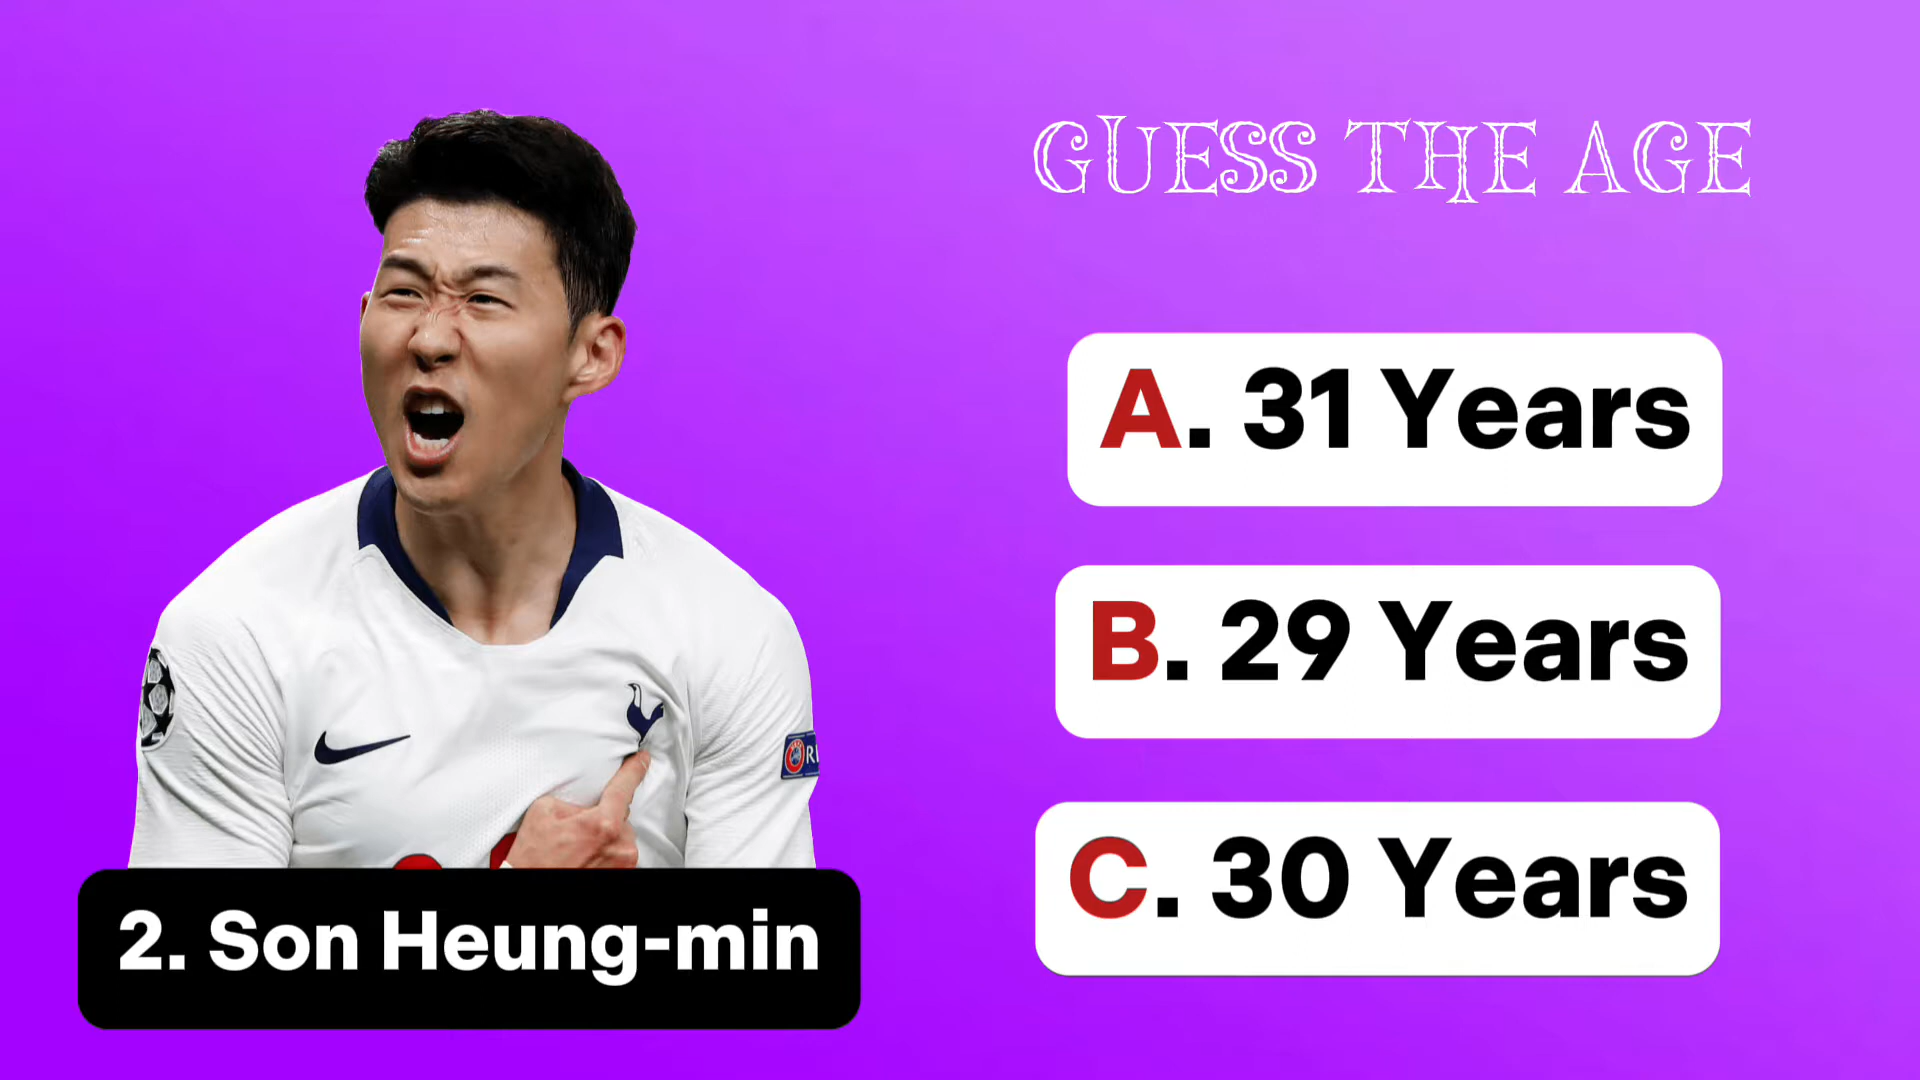 GUESS THE AGE
A. 31 Years
B. 29 Years
C. 30 Years
2. Son Heung-min